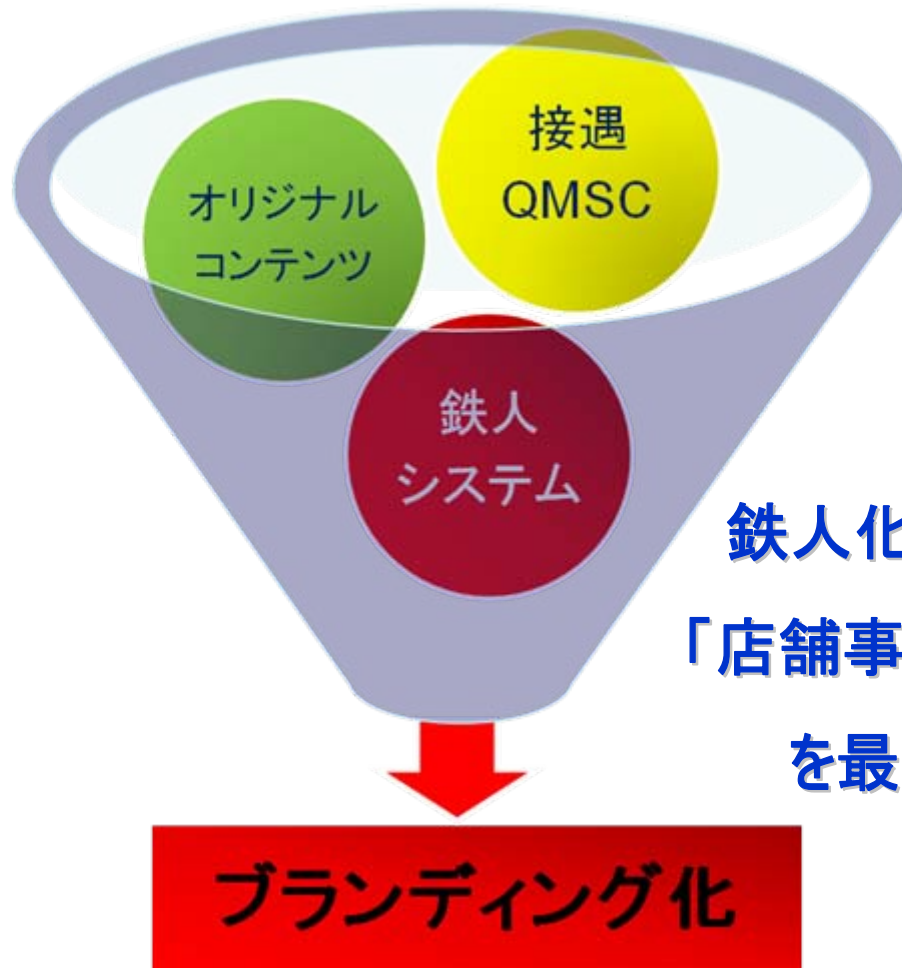 接遇
QMSC
オリジナル
コンテンツ
鉄人
システム
鉄人化
「店舗事
を最
ブランディング化